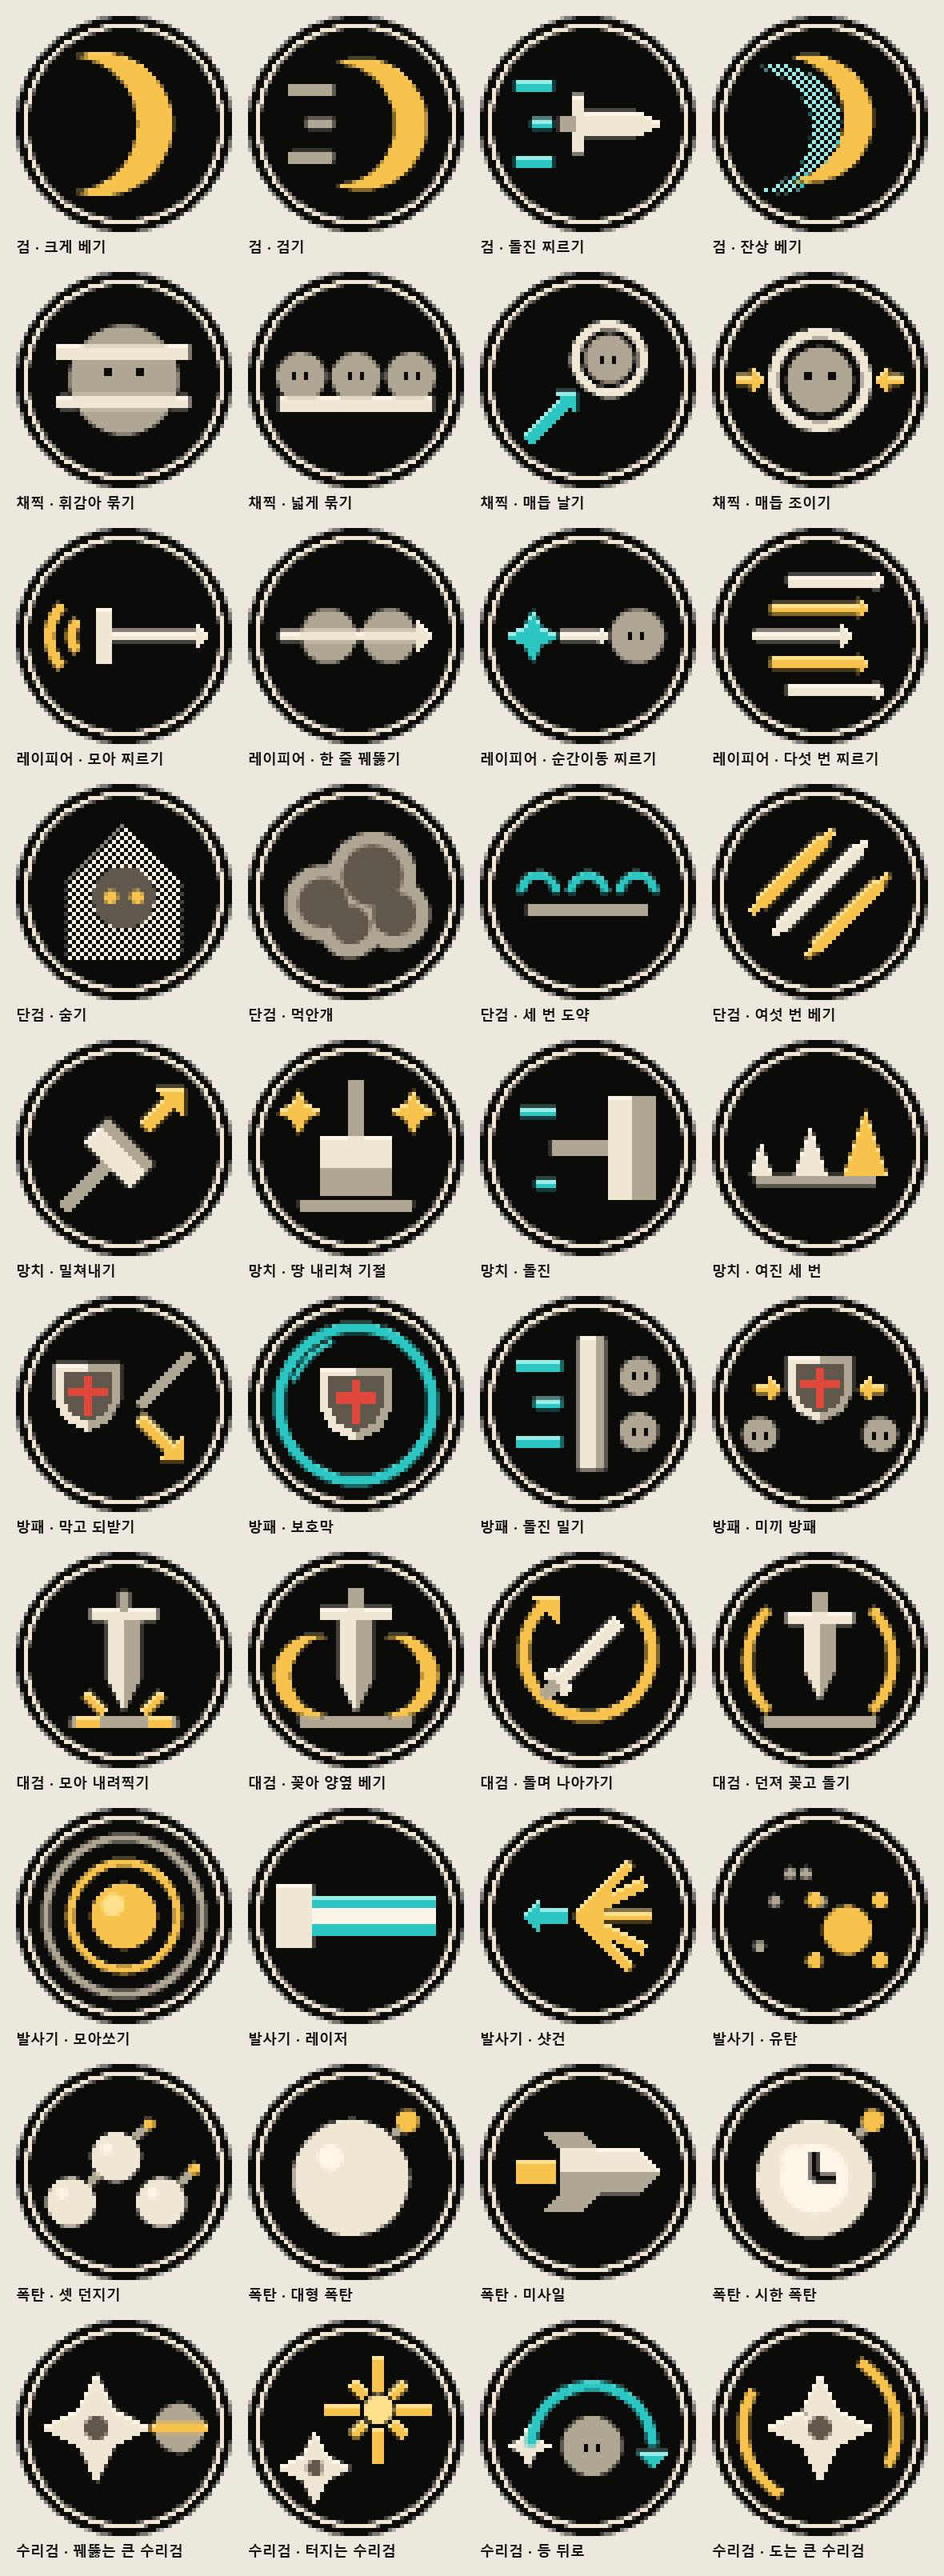 검 · 크게 베기
검 · 검기
검 · 돌진 찌르기
검 · 잔상 베기
채찍 · 휘감아 묶기
채찍 · 넓게 묶기
채찍 · 매듭 날기
채찍 · 매듭 조이기
레이피어 · 모아 찌르기
레이피어 · 한 줄 꿰뚫기
레이피어 · 순간이동 찌르기
레이피어 · 다섯 번 찌르기
단검 · 숨기
단검 · 먹안개
단검 · 세 번 도약
단검 · 여섯 번 베기
망치 · 밀쳐내기
망치 · 땅 내리쳐 기절
망치 · 돌진
망치 · 여진 세 번
방패 · 막고 되받기
방패 · 보호막
방패 · 돌진 밀기
방패 · 미끼 방패
대검 · 모아 내려찍기
대검 · 꽂아 양옆 베기
대검 · 돌며 나아가기
대검 · 던져 꽂고 돌기
발사기 · 모아쏘기
발사기 · 레이저
발사기 · 샷건
발사기 · 유탄
폭탄 · 셋 던지기
폭탄 · 대형 폭탄
폭탄 · 미사일
폭탄 · 시한 폭탄
수리검 · 꿰뚫는 큰 수리검
수리검 · 터지는 수리검
수리검 · 등 뒤로
수리검 · 도는 큰 수리검